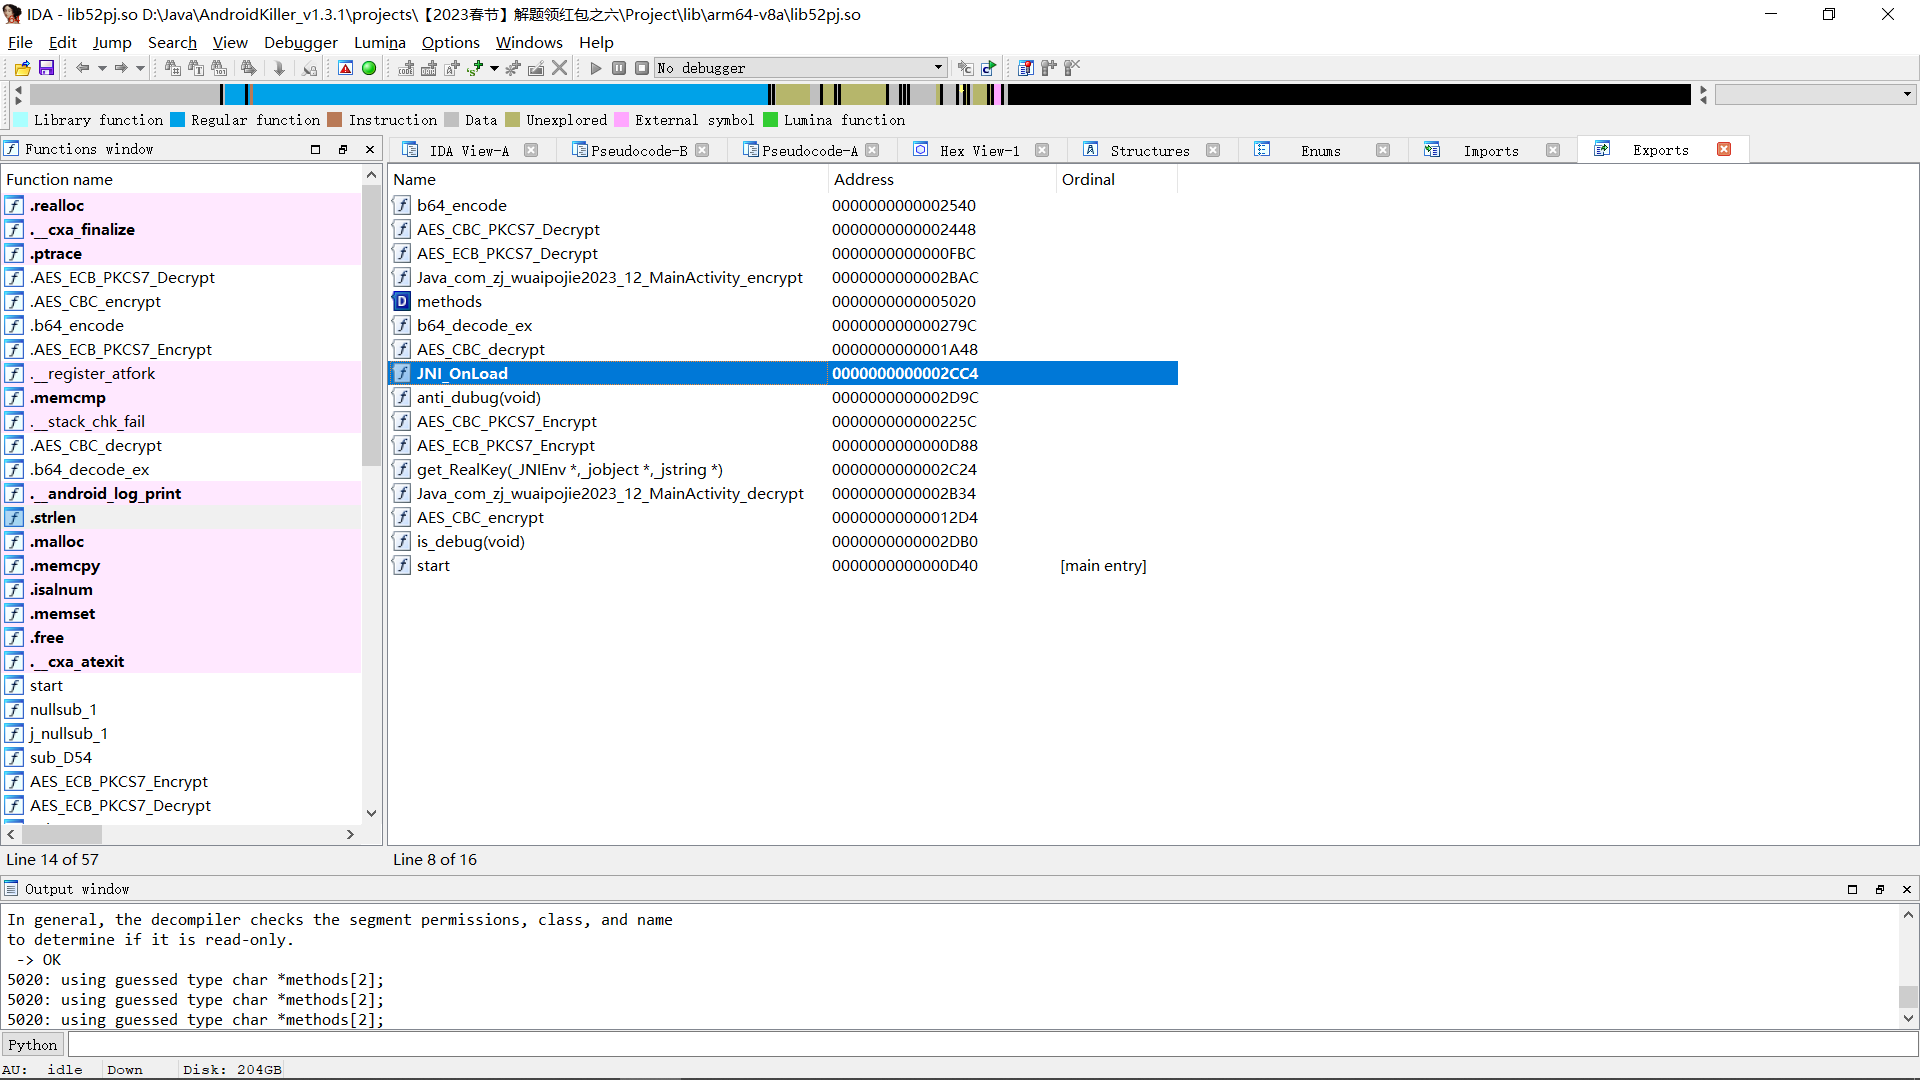 IDA - lib52pj.so D:\Java\AndroidKiller_v1.3.1\projects\【2023春节】解题领红包之六\Project\lib\arm64-v8a\lib52pj.so
File Edit Jump Search View Debugger Lumina Options Windows Help
No debugger
Library function Regular function Instruction Data Unexplored External symbol Lumina function
Functions window
IDA View-A Pseudocode-B Pseudocode-A Hex View-1 Structures Enums Imports Exports
Function name
.realloc
.__cxa_finalize
.ptrace
.AES_ECB_PKCS7_Decrypt
.AES_CBC_encrypt
.b64_encode
.AES_ECB_PKCS7_Encrypt
.__register_atfork
.memcmp
.__stack_chk_fail
.AES_CBC_decrypt
.b64_decode_ex
.__android_log_print
.strlen
.malloc
.memcpy
.isalnum
.memset
.free
.__cxa_atexit
start
nullsub_1
j_nullsub_1
sub_D54
AES_ECB_PKCS7_Encrypt
AES_ECB_PKCS7_Decrypt
Line 14 of 57
Name Address Ordinal
b64_encode 0000000000002540
AES_CBC_PKCS7_Decrypt 0000000000002448
AES_ECB_PKCS7_Decrypt 0000000000000FBC
Java_com_zj_wuaipojie2023_12_MainActivity_encrypt 0000000000002BAC
methods 0000000000005020
b64_decode_ex 000000000000279C
AES_CBC_decrypt 0000000000001A48
JNI_OnLoad 0000000000002CC4
anti_dubug(void) 0000000000002D9C
AES_CBC_PKCS7_Encrypt 000000000000225C
AES_ECB_PKCS7_Encrypt 0000000000000D88
get_RealKey(_JNIEnv *,_jobject *,_jstring *) 0000000000002C24
Java_com_zj_wuaipojie2023_12_MainActivity_decrypt 0000000000002B34
AES_CBC_encrypt 00000000000012D4
is_debug(void) 0000000000002DB0
start 0000000000000D40 [main entry]
Line 8 of 16
Output window
In general, the decompiler checks the segment permissions, class, and name
to determine if it is read-only.
-> OK
5020: using guessed type char *methods[2];
5020: using guessed type char *methods[2];
5020: using guessed type char *methods[2];
Python
AU: idle Down Disk: 204GB